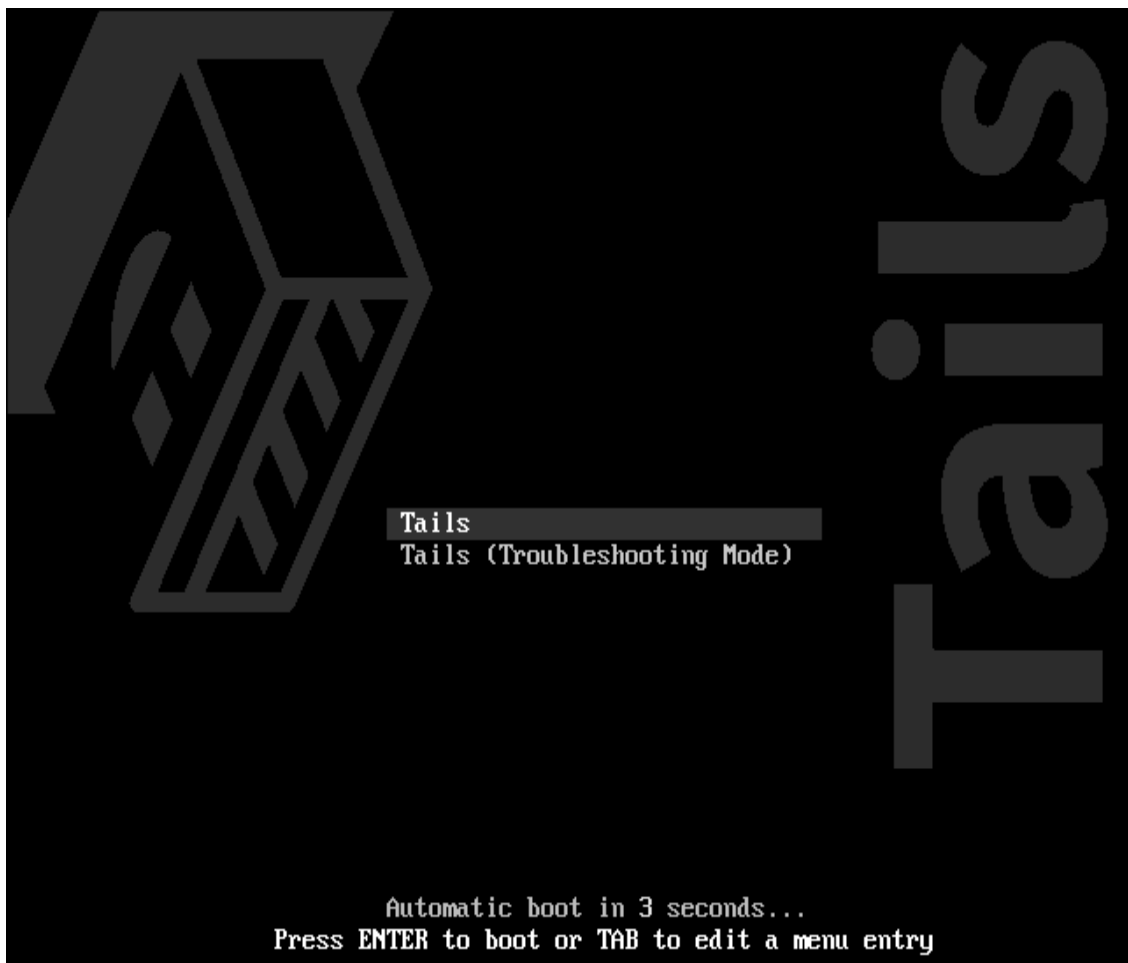 Tails
Tails
Tails (Troubleshooting Mode)
Automatic boot in 3 seconds...
Press ENTER to boot or TAB to edit a menu entry